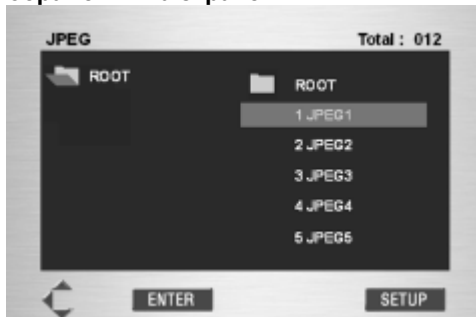 JPEG Total : 012
ROOT ROOT
1 JPEG1
2 JPEG2
3 JPEG3
4 JPEG4
5 JPEG5
ENTER SETUP